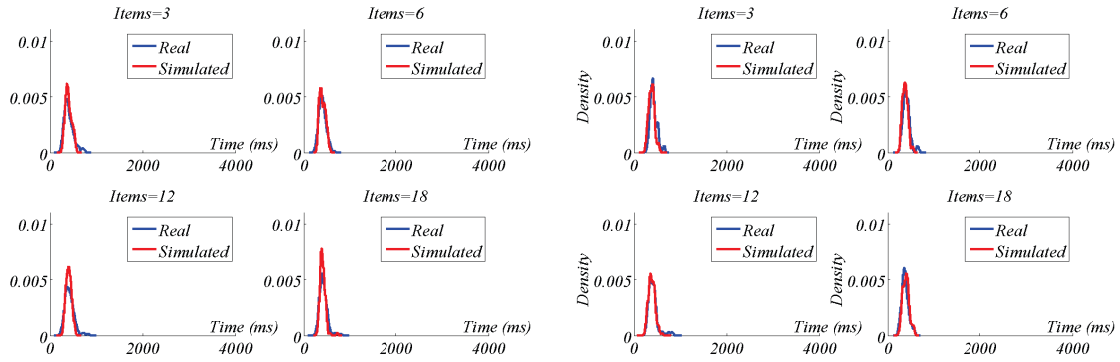 Items=3
0.01
0.005
0
Real
Simulated
Time (ms)
0
2000
4000
Items=6
0.01
0.005
0
Real
Simulated
Time (ms)
0
2000
4000
Items=3
0.01
0.005
0
Density
Real
Simulated
Time (ms)
0
2000
4000
Items=6
0.01
0.005
0
Density
Real
Simulated
Time (ms)
0
2000
4000
Items=12
0.01
0.005
0
Real
Simulated
Time (ms)
0
2000
4000
Items=18
0.01
0.005
0
Real
Simulated
Time (ms)
0
2000
4000
Items=12
0.01
0.005
0
Density
Real
Simulated
Time (ms)
0
2000
4000
Items=18
0.01
0.005
0
Density
Real
Simulated
Time (ms)
0
2000
4000